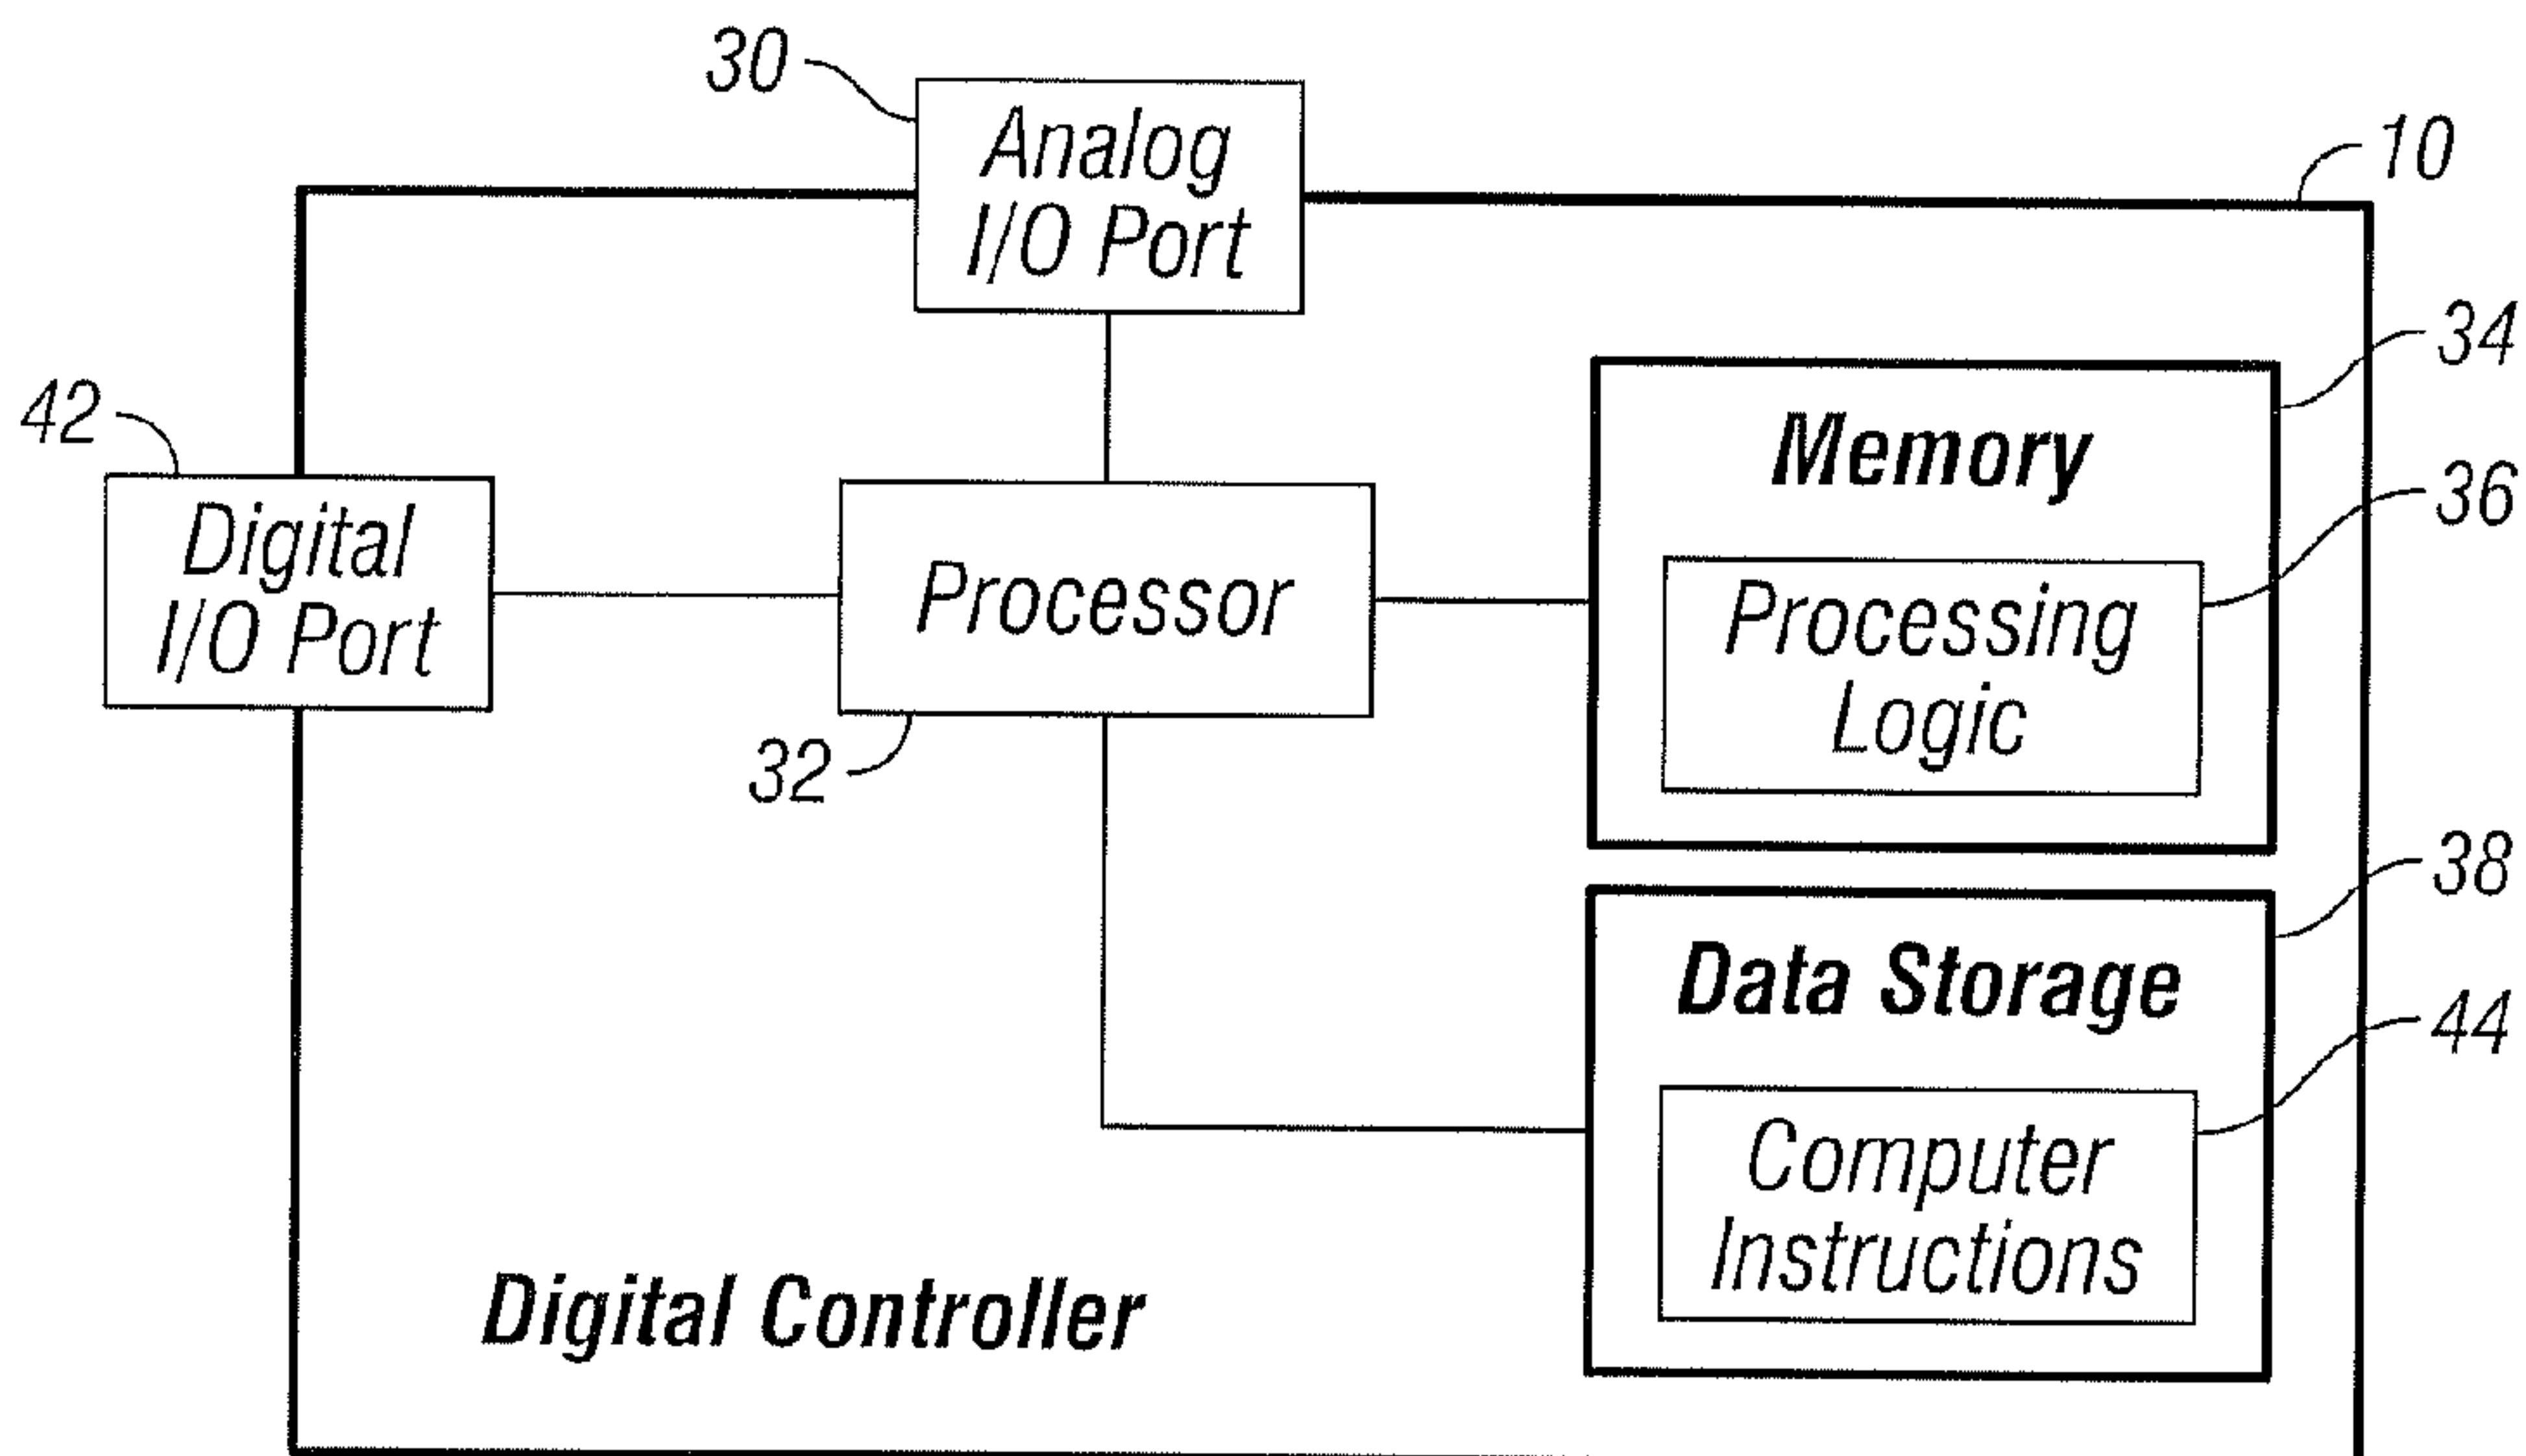 30
Analog
I/O Port
10
34
Memory
42
36
Digital
I/O Port
Processor
Processing
Logic
32
38
Data Storage
44
Computer
Instructions
Digital Controller